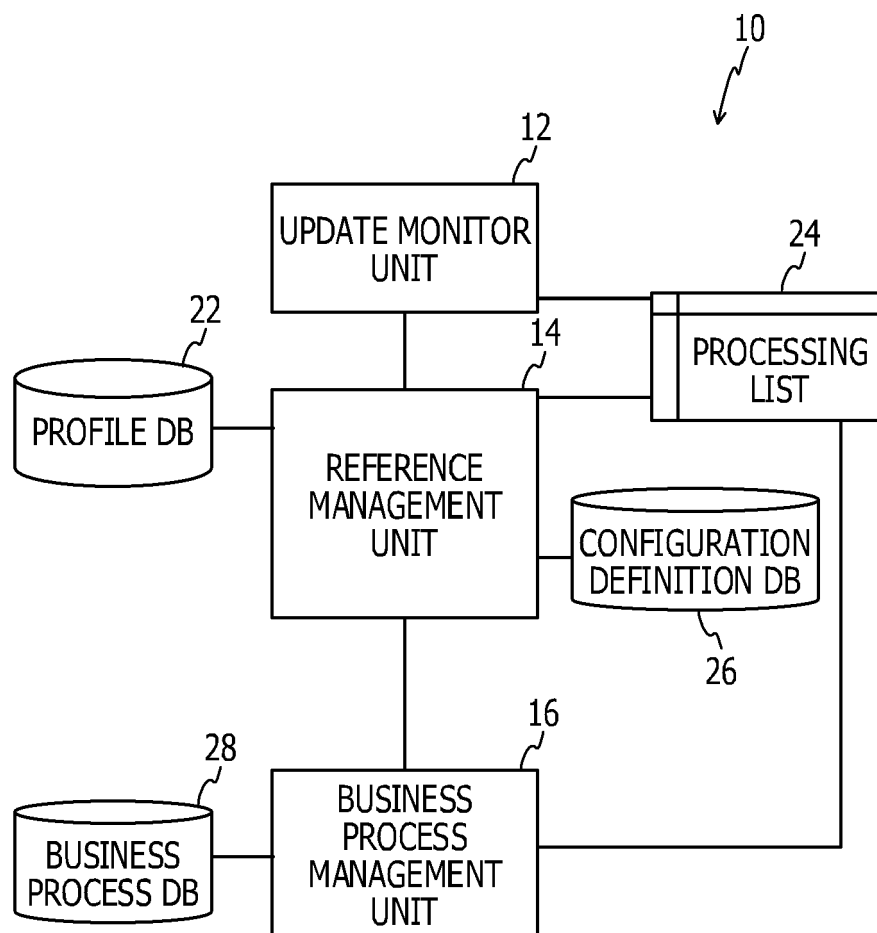 10
12
UPDATE MONITOR
UNIT
24
PROCESSING
LIST
22
PROFILE DB
14
REFERENCE
MANAGEMENT
UNIT
CONFIGURATION
DEFINITION DB
26
16
BUSINESS
PROCESS
MANAGEMENT
UNIT
28
BUSINESS
PROCESS DB